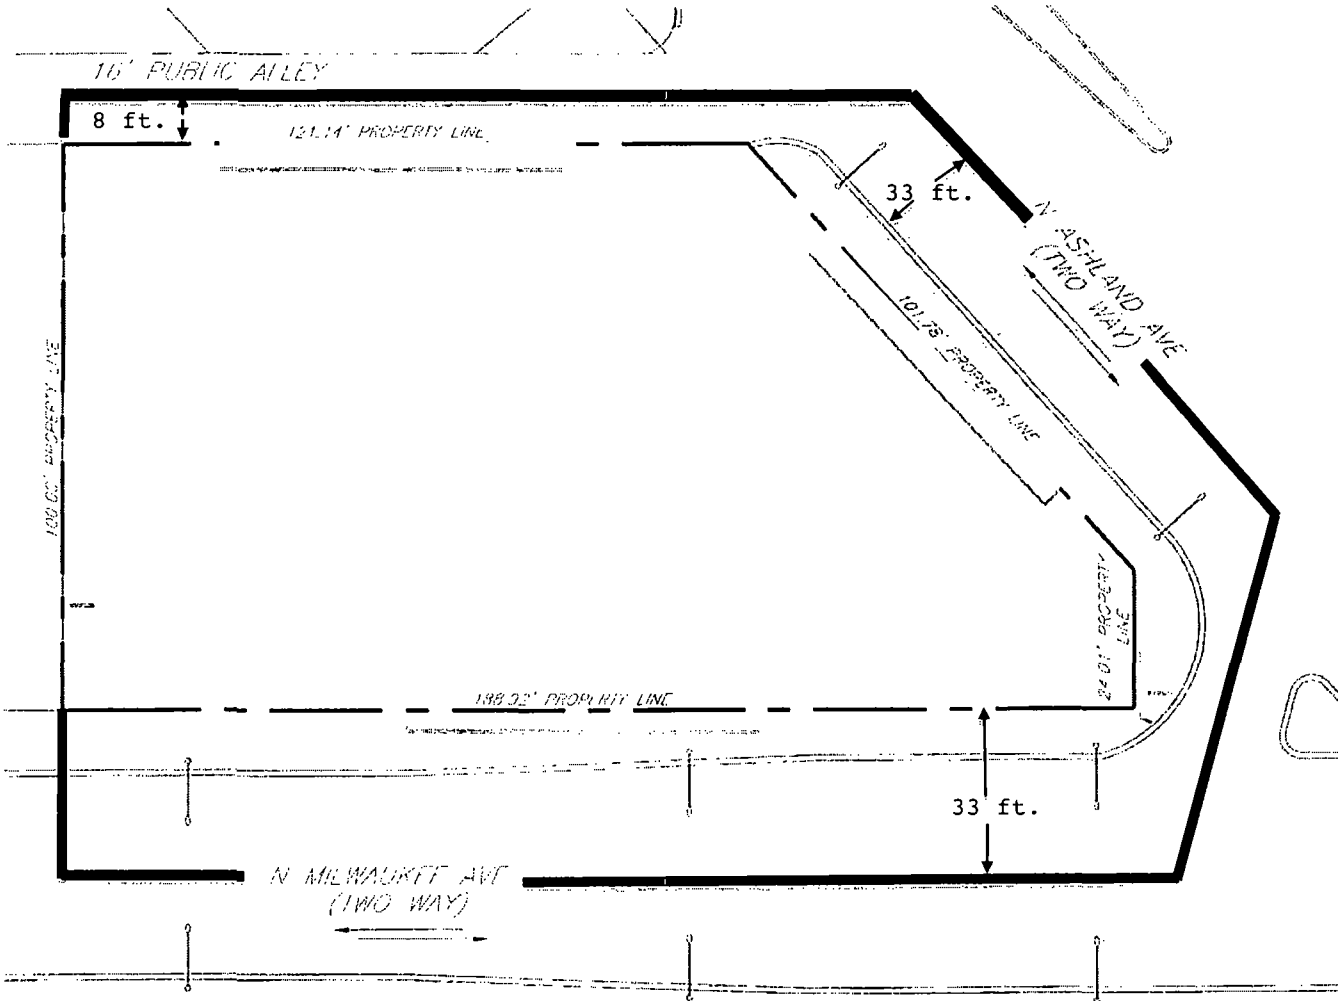 16' PUBLIC ALLEY
8 ft.
121.14' PROPERTY LINE
33 ft.
N ASHLAND AVE
(TWO WAY)
101.78' PROPERTY LINE
100.00' PROPERTY LINE
24.01' PROPERTY
LINE
188.32' PROPERTY LINE
33 ft.
N MILWAUKEE AVE
(TWO WAY)